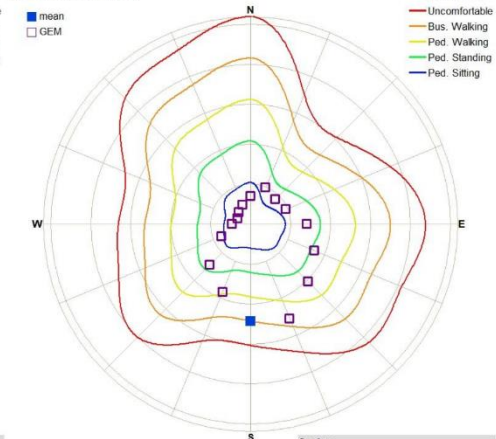 mean
GEM
Uncomfortable
Bus. Walking
Ped. Walking
Ped. Standing
Ped. Sitting
N
W
E
S